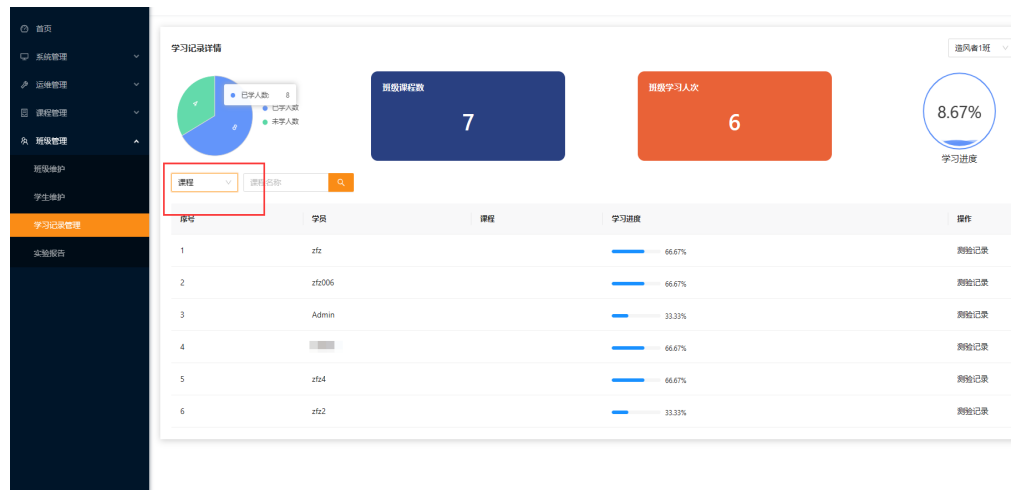 首页
系统管理
运维管理
课程管理
班级管理
班级维护
学生维护
学习记录管理
实验报告
学习记录详情
造风者1班
4
8
已学人数: 8
已学人数
未学人数
班级课程数
7
班级学习人次
6
8.67%
学习进度
课程
课程名称
序号 学员 课程 学习进度 操作
1 zfz 66.67% 测验记录
2 zfz006 66.67% 测验记录
3 Admin 33.33% 测验记录
4 66.67% 测验记录
5 zfz4 66.67% 测验记录
6 zfz2 33.33% 测验记录